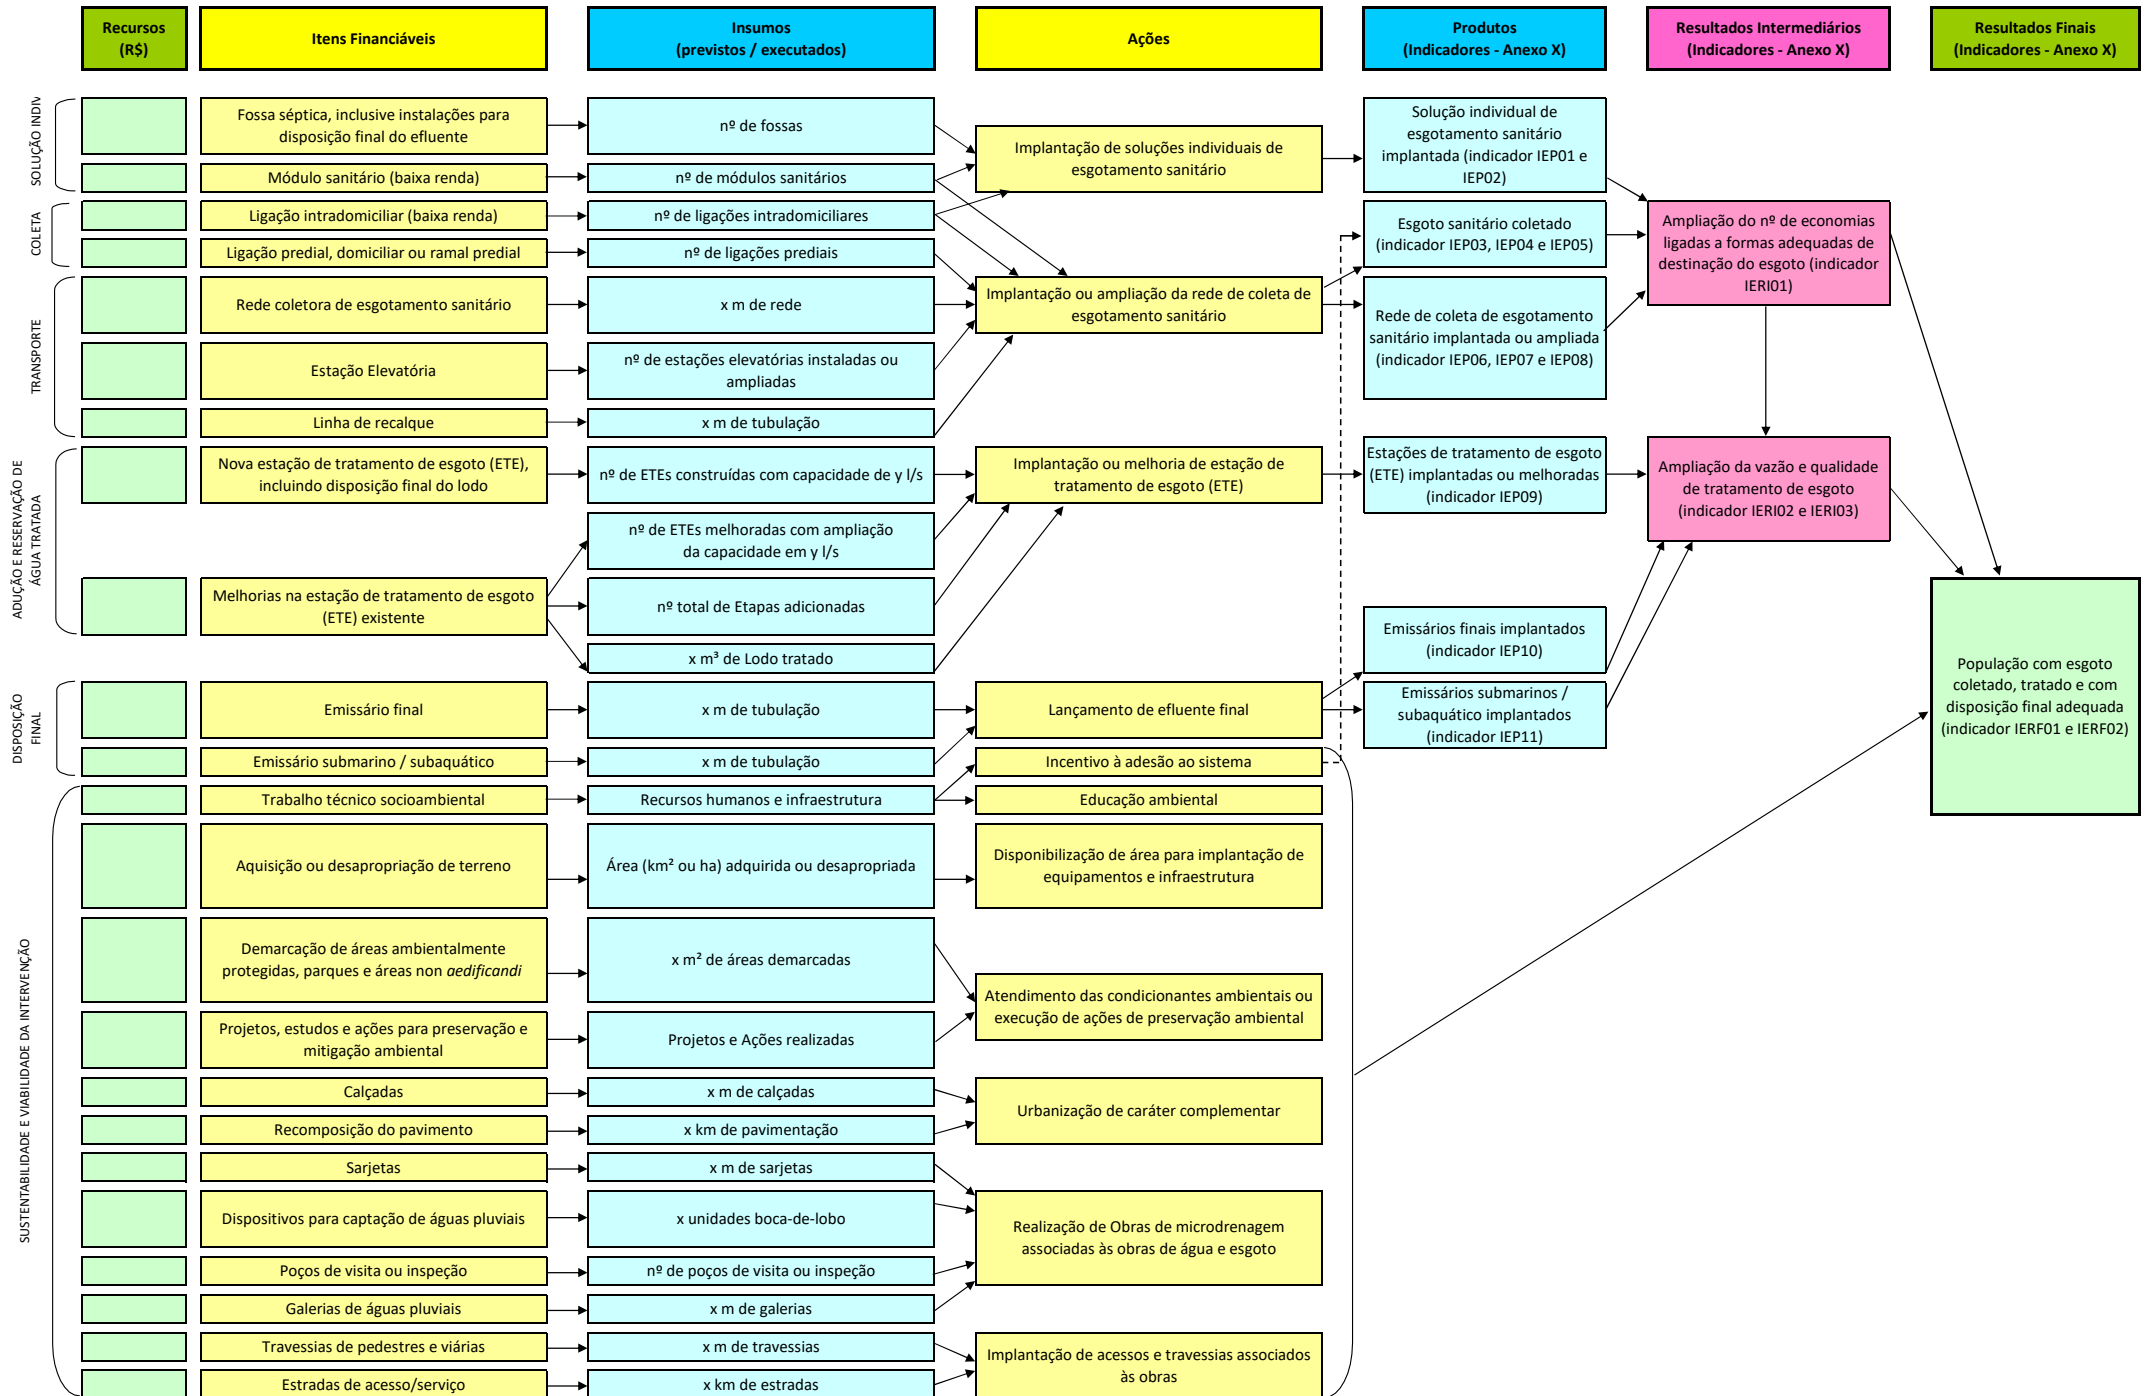 Recursos
(R$)
Itens Financiáveis
Insumos
(previstos / executados)
Ações
Produtos
(Indicadores - Anexo X)
Resultados Intermediários
(Indicadores - Anexo X)
Resultados Finais
(Indicadores - Anexo X)
SOLUÇÃO INDIV
Fossa séptica, inclusive instalações para
disposição final do efluente
nº de fossas
Módulo sanitário (baixa renda)
nº de módulos sanitários
Implantação de soluções individuais de
esgotamento sanitário
Solução individual de
esgotamento sanitário
implantada (indicador IEP01 e
IEP02)
COLETA
Ligação intradomiciliar (baixa renda)
nº de ligações intradomiciliares
Ligação predial, domiciliar ou ramal predial
nº de ligações prediais
Esgoto sanitário coletado
(indicador IEP03, IEP04 e IEP05)
Ampliação do nº de economias
ligadas a formas adequadas de
destinação do esgoto (indicador
IERI01)
TRANSPORTE
Rede coletora de esgotamento sanitário
x m de rede
Implantação ou ampliação da rede de coleta de
esgotamento sanitário
Rede de coleta de esgotamento
sanitário implantada ou ampliada
(indicador IEP06, IEP07 e IEP08)
Estação Elevatória
nº de estações elevatórias instaladas ou
ampliadas
Linha de recalque
x m de tubulação
ADUÇÃO E RESERVAÇÃO DE
ÁGUA TRATADA
Nova estação de tratamento de esgoto (ETE),
incluindo disposição final do lodo
nº de ETEs construídas com capacidade de y l/s
Implantação ou melhoria de estação de
tratamento de esgoto (ETE)
Estações de tratamento de esgoto
(ETE) implantadas ou melhoradas
(indicador IEP09)
Ampliação da vazão e qualidade
de tratamento de esgoto
(indicador IERI02 e IERI03)
nº de ETEs melhoradas com ampliação
da capacidade em y l/s
Melhorias na estação de tratamento de esgoto
(ETE) existente
nº total de Etapas adicionadas
x m³ de Lodo tratado
Emissários finais implantados
(indicador IEP10)
População com esgoto
coletado, tratado e com
disposição final adequada
(indicador IERF01 e IERF02)
DISPOSIÇÃO
FINAL
Emissário final
x m de tubulação
Lançamento de efluente final
Emissários submarinos /
subaquático implantados
(indicador IEP11)
Emissário submarino / subaquático
x m de tubulação
Incentivo à adesão ao sistema
SUSTENTABILIDADE E VIABILIDADE DA INTERVENÇÃO
Trabalho técnico socioambiental
Recursos humanos e infraestrutura
Educação ambiental
Aquisição ou desapropriação de terreno
Área (km² ou ha) adquirida ou desapropriada
Disponibilização de área para implantação de
equipamentos e infraestrutura
Demarcação de áreas ambientalmente
protegidas, parques e áreas non aedificandi
x m² de áreas demarcadas
Atendimento das condicionantes ambientais ou
execução de ações de preservação ambiental
Projetos, estudos e ações para preservação e
mitigação ambiental
Projetos e Ações realizadas
Calçadas
x m de calçadas
Urbanização de caráter complementar
Recomposição do pavimento
x km de pavimentação
Sarjetas
x m de sarjetas
Dispositivos para captação de águas pluviais
x unidades boca-de-lobo
Realização de Obras de microdrenagem
associadas às obras de água e esgoto
Poços de visita ou inspeção
nº de poços de visita ou inspeção
Galerias de águas pluviais
x m de galerias
Travessias de pedestres e viárias
x m de travessias
Implantação de acessos e travessias associados
às obras
Estradas de acesso/serviço
x km de estradas